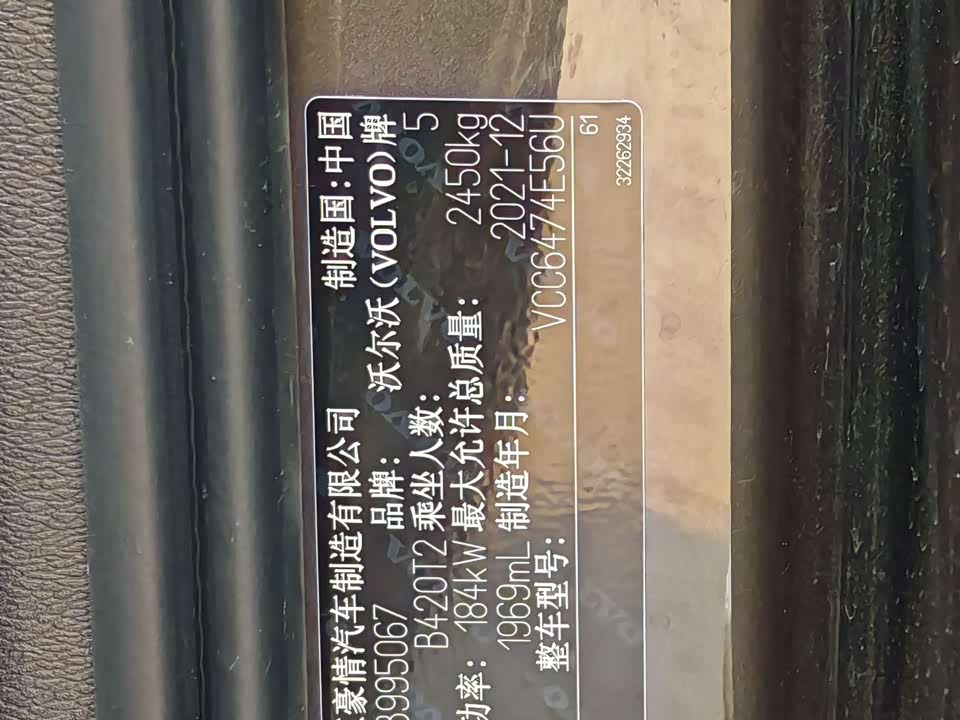 豪情汽车制造有限公司 制造国:中国
8995067 品牌: 沃尔沃(VOLVO)牌
B420T2 乘坐人数: 5
功率: 184kW 最大允许总质量: 2450kg
1969mL 制造年月: 2021-12
整车型号: VCC6474E56U
61
32262934